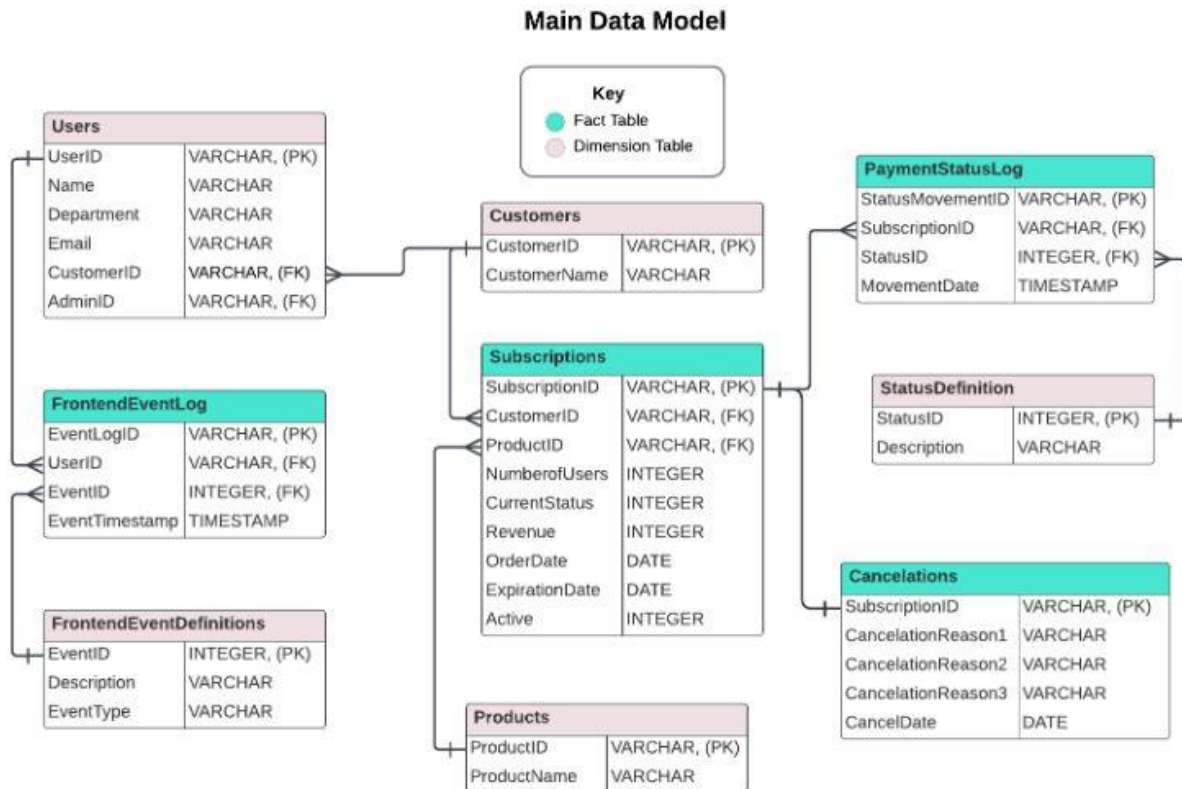 Main Data Model
Key
Fact Table
Dimension Table
Users
UserID VARCHAR, (PK)
Name VARCHAR
Department VARCHAR
Email VARCHAR
CustomerID VARCHAR, (FK)
AdminID VARCHAR, (FK)
FrontendEventLog
EventLogID VARCHAR, (PK)
UserID VARCHAR, (FK)
EventID INTEGER, (FK)
EventTimestamp TIMESTAMP
FrontendEventDefinitions
EventID INTEGER, (PK)
Description VARCHAR
EventType VARCHAR
Customers
CustomerID VARCHAR, (PK)
CustomerName VARCHAR
Subscriptions
SubscriptionID VARCHAR, (PK)
CustomerID VARCHAR, (FK)
ProductID VARCHAR, (FK)
NumberofUsers INTEGER
CurrentStatus INTEGER
Revenue INTEGER
OrderDate DATE
ExpirationDate DATE
Active INTEGER
Products
ProductID VARCHAR, (PK)
ProductName VARCHAR
PaymentStatusLog
StatusMovementID VARCHAR, (PK)
SubscriptionID VARCHAR, (FK)
StatusID INTEGER, (FK)
MovementDate TIMESTAMP
StatusDefinition
StatusID INTEGER, (PK)
Description VARCHAR
Cancelations
SubscriptionID VARCHAR, (PK)
CancelationReason1 VARCHAR
CancelationReason2 VARCHAR
CancelationReason3 VARCHAR
CancelDate DATE